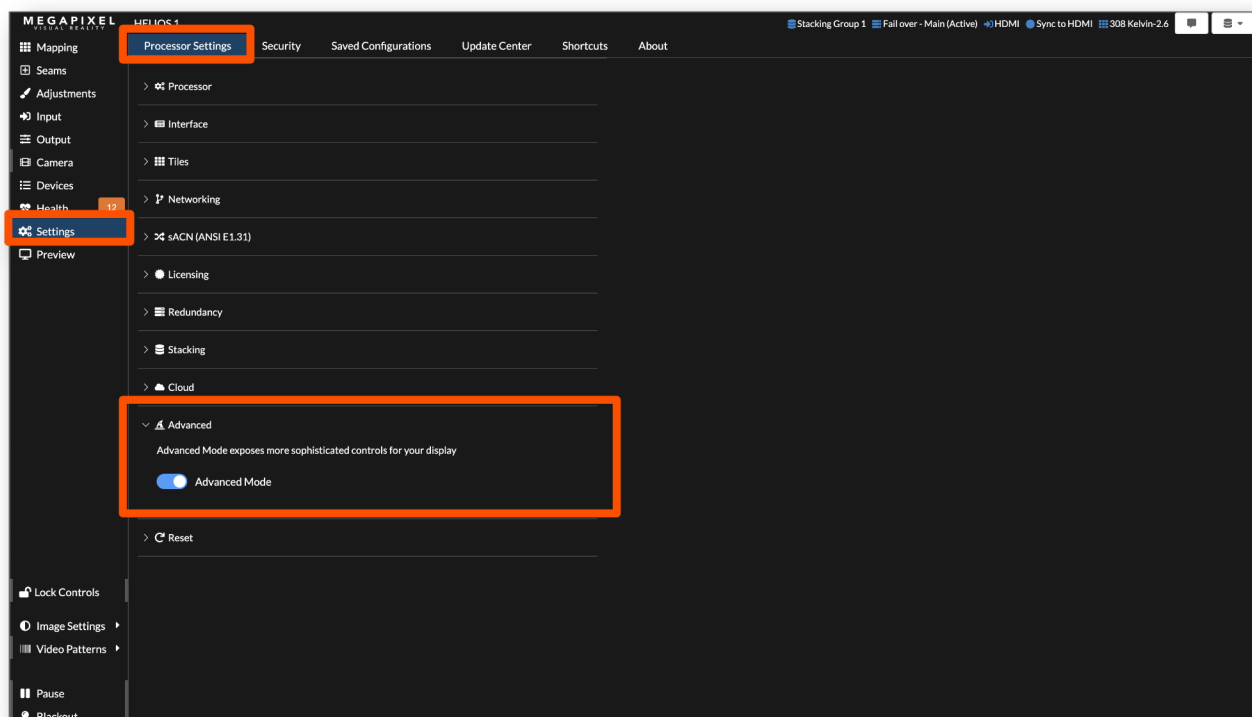 MEGAPIXEL
VISUAL REALITY
HELIOS 1
Stacking Group 1 Fail over - Main (Active) HDMI Sync to HDMI 308 Kelvin-2.6
Mapping
Seams
Adjustments
Input
Output
Camera
Devices
Health 12
Settings
Preview
Processor Settings Security Saved Configurations Update Center Shortcuts About
Processor
Interface
Tiles
Networking
sACN (ANSI E1.31)
Licensing
Redundancy
Stacking
Cloud
Advanced
Advanced Mode exposes more sophisticated controls for your display
Advanced Mode
Reset
Lock Controls
Image Settings
Video Patterns
Pause
Blackout